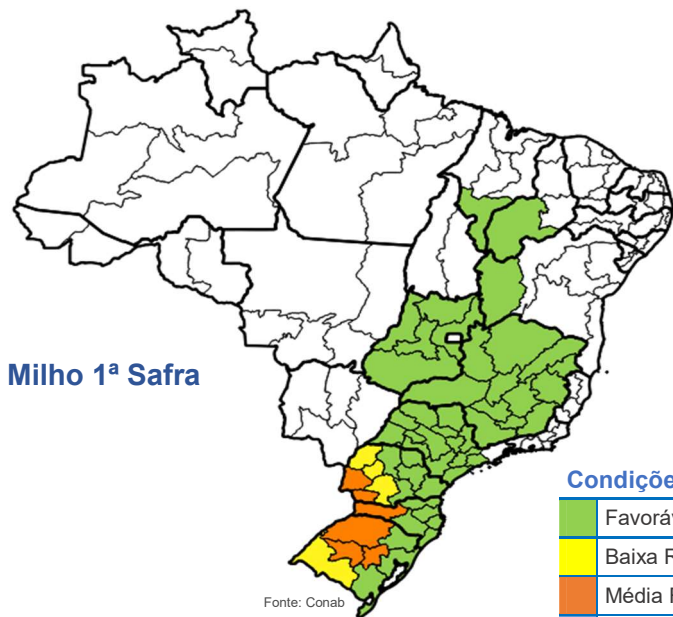 Milho 1ª Safra
Condiçõe
Favorá
Baixa R
Média F
Fonte: Conab